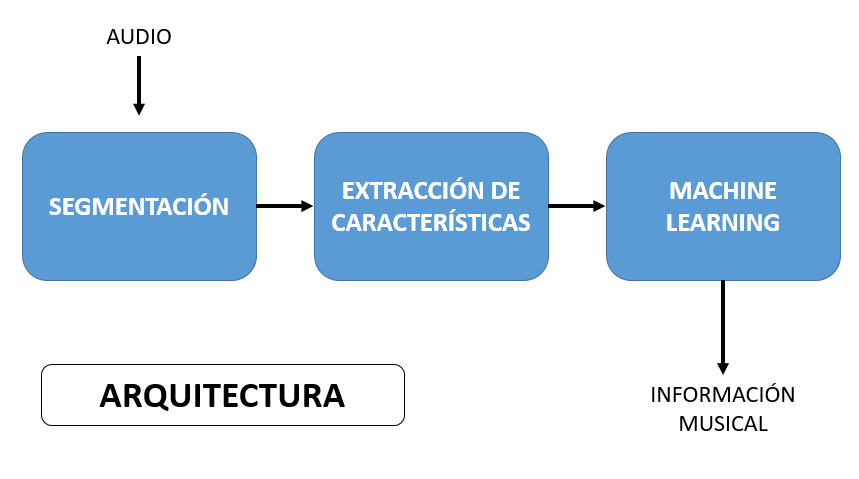 AUDIO
SEGMENTACIÓN
EXTRACCIÓN DE
CARACTERÍSTICAS
MACHINE
LEARNING
ARQUITECTURA
INFORMACIÓN
MUSICAL